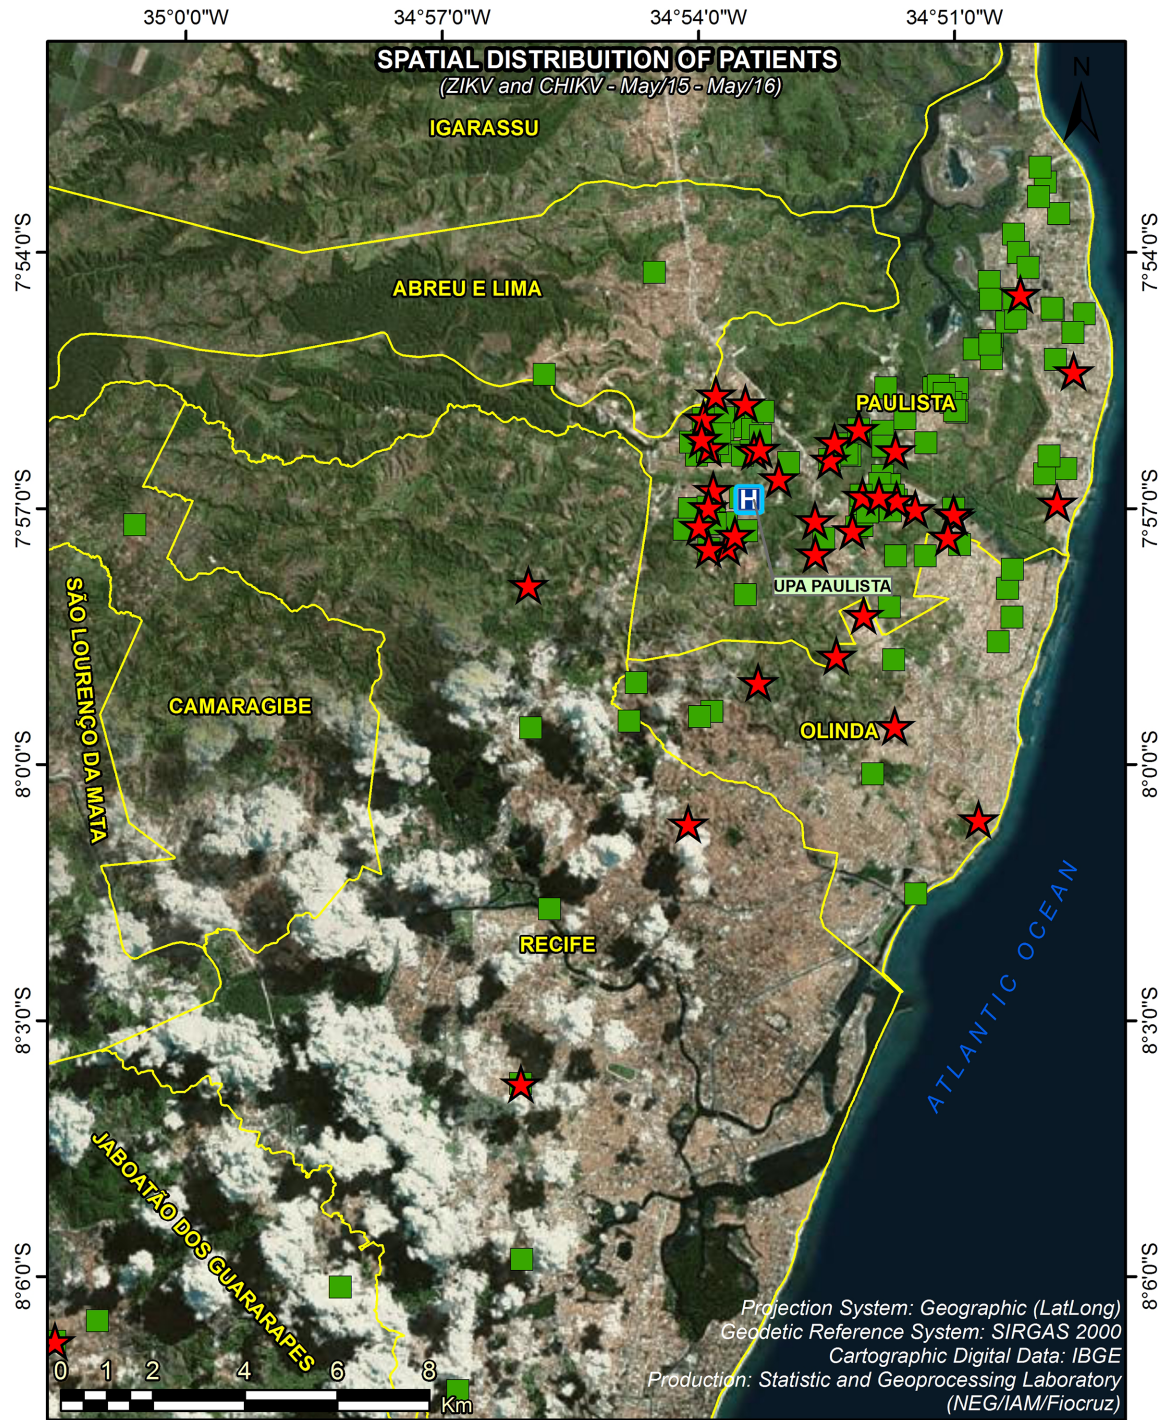 35°0'0"W 34°57'0"W 34°54'0"W 34°51'0"W
SPATIAL DISTRIBUITION OF PATIENTS
(ZIKV and CHIKV - May/15 - May/16)
N
IGARASSU
7°54'0"S 7°54'0"S
ABREU E LIMA
PAULISTA
7°57'0"S H 7°57'0"S
UPA PAULISTA
SÃO LOURENÇO DA MATA
CAMARAGIBE
OLINDA
8°0'0"S 8°0'0"S
RECIFE
ATLANTIC OCEAN
8°3'0"S 8°3'0"S
JABOATÃO DOS GUARARAPES
8°6'0"S 8°6'0"S
Projection System: Geographic (LatLong)
Geodetic Reference System: SIRGAS 2000
Cartographic Digital Data: IBGE
Production: Statistic and Geoprocessing Laboratory
(NEG/IAM/Fiocruz)
0 1 2 4 6 8
Km